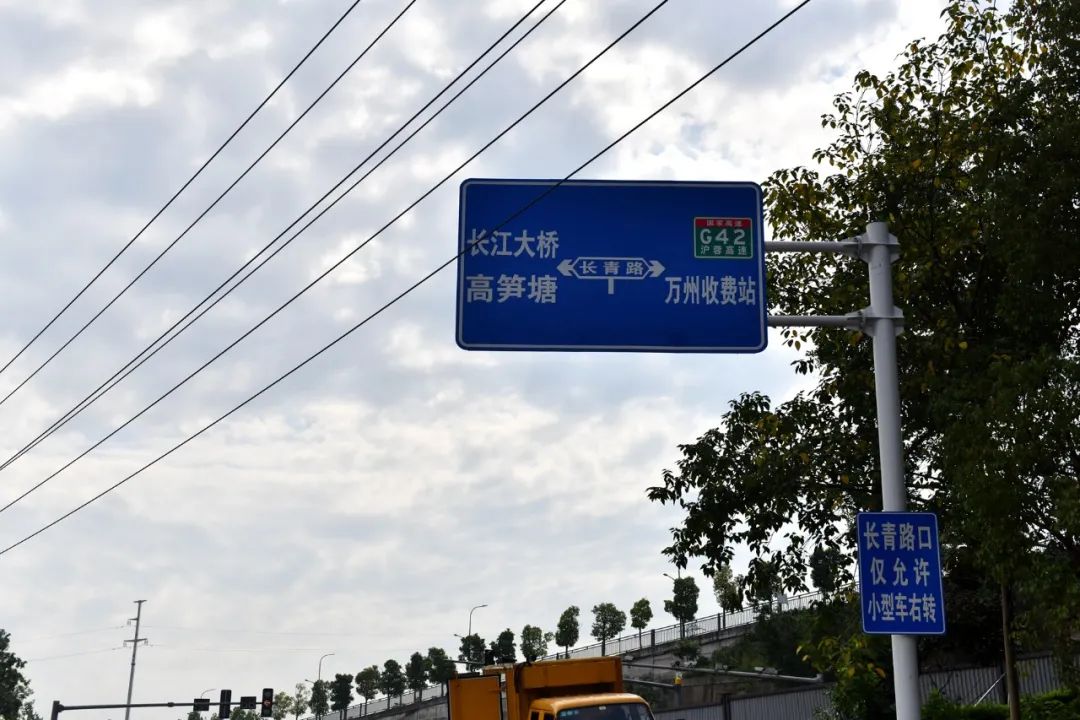 长江大桥
高笋塘
长青路
国家高速
G42
沪蓉高速
万州收费站
长青路口
仅允许
小型车右转